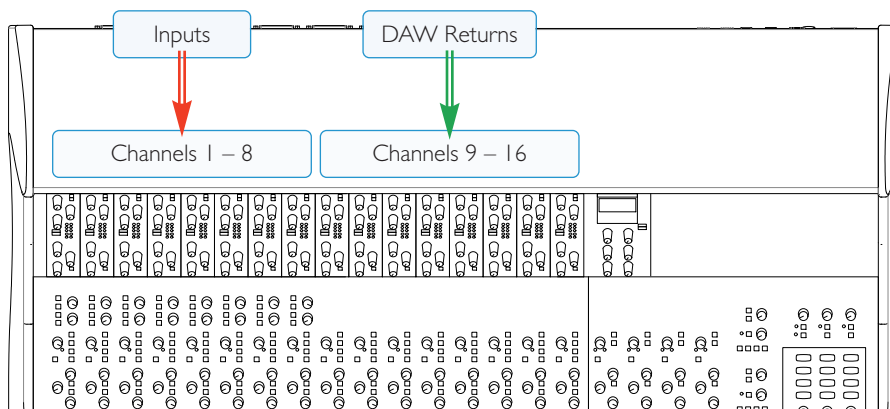 Inputs
DAW Returns
Channels 1 – 8
Channels 9 – 16